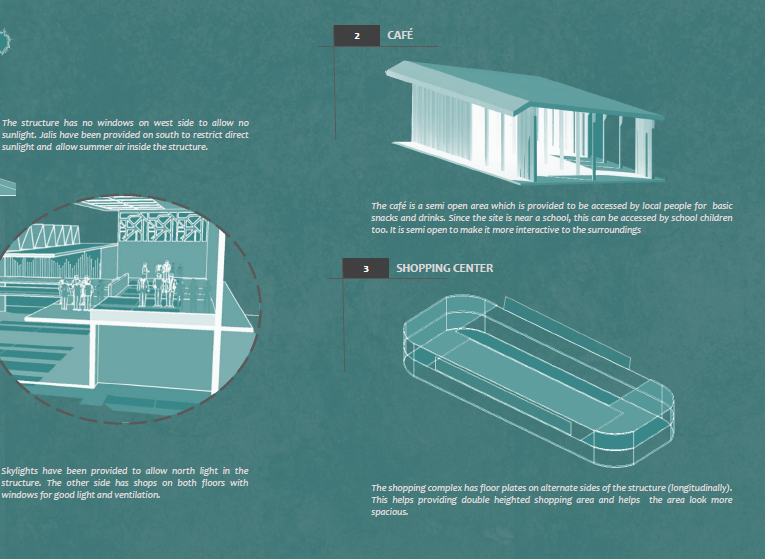 The structure has no windows on west side to allow no
sunlight. Jalis have been provided on south to restrict direct
sunlight and allow summer air inside the structure.
Skylights have been provided to allow north light in the
structure. The other side has shops on both floors with
windows for good light and ventilation.
2 CAFÉ
The café is a semi open area which is provided to be accessed by local people for basic
snacks and drinks. Since the site is near a school, this can be accessed by school children
too. It is semi open to make it more interactive to the surroundings
3 SHOPPING CENTER
The shopping complex has floor plates on alternate sides of the structure (longitudinally).
This helps providing double heighted shopping area and helps the area look more
spacious.